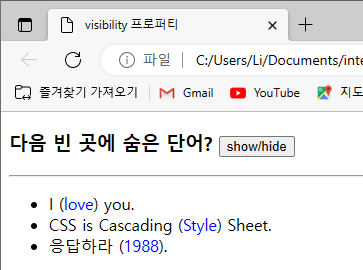 visibility 프로퍼티
파일 C:/Users/Li/Documents/inte
즐겨찾기 가져오기 Gmail YouTube 지도
다음 빈 곳에 숨은 단어? show/hide
I (love) you.
CSS is Cascading (Style) Sheet.
응답하라 (1988).